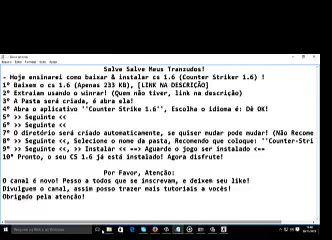 Salve Salve Meus Tranzudos!
- Hoje ensinarei como baixar & instalar cs 1.6 (Counter Striker 1.6) !
1º Baixem o cs 1.6 (Apenas 233 KB), [LINK NA DESCRIÇÃO]
2º Extraiam usando o winrar! (Quem não tiver, link na descrição)
3º A Pasta será criada, é abra ela!
4º Abra o aplicativo ''Counter Strike 1.6'', Escolha o idioma é: Dê OK!
5º >> Seguinte <<
6º >> Seguinte <<
7º O diretório será criado automaticamente, se quiser mudar pode mudar! (Não Recome
8º >> Seguinte <<, Selecione o nome da pasta, Recomendo que coloque: ''Counter-Stri
9º >> Seguinte <<, >> Instalar << ==> Aguarde o jogo ser instalado <==
10º Pronto, o seu CS 1.6 já está instalado! Agora disfrute!
Por Favor, Atenção:
O canal é novo! Peso a todos que se inscrevam, e deixem seu like!
Divulguem o canal, assim posso trazer mais tutoriais a vocês!
Obrigado pela atenção!